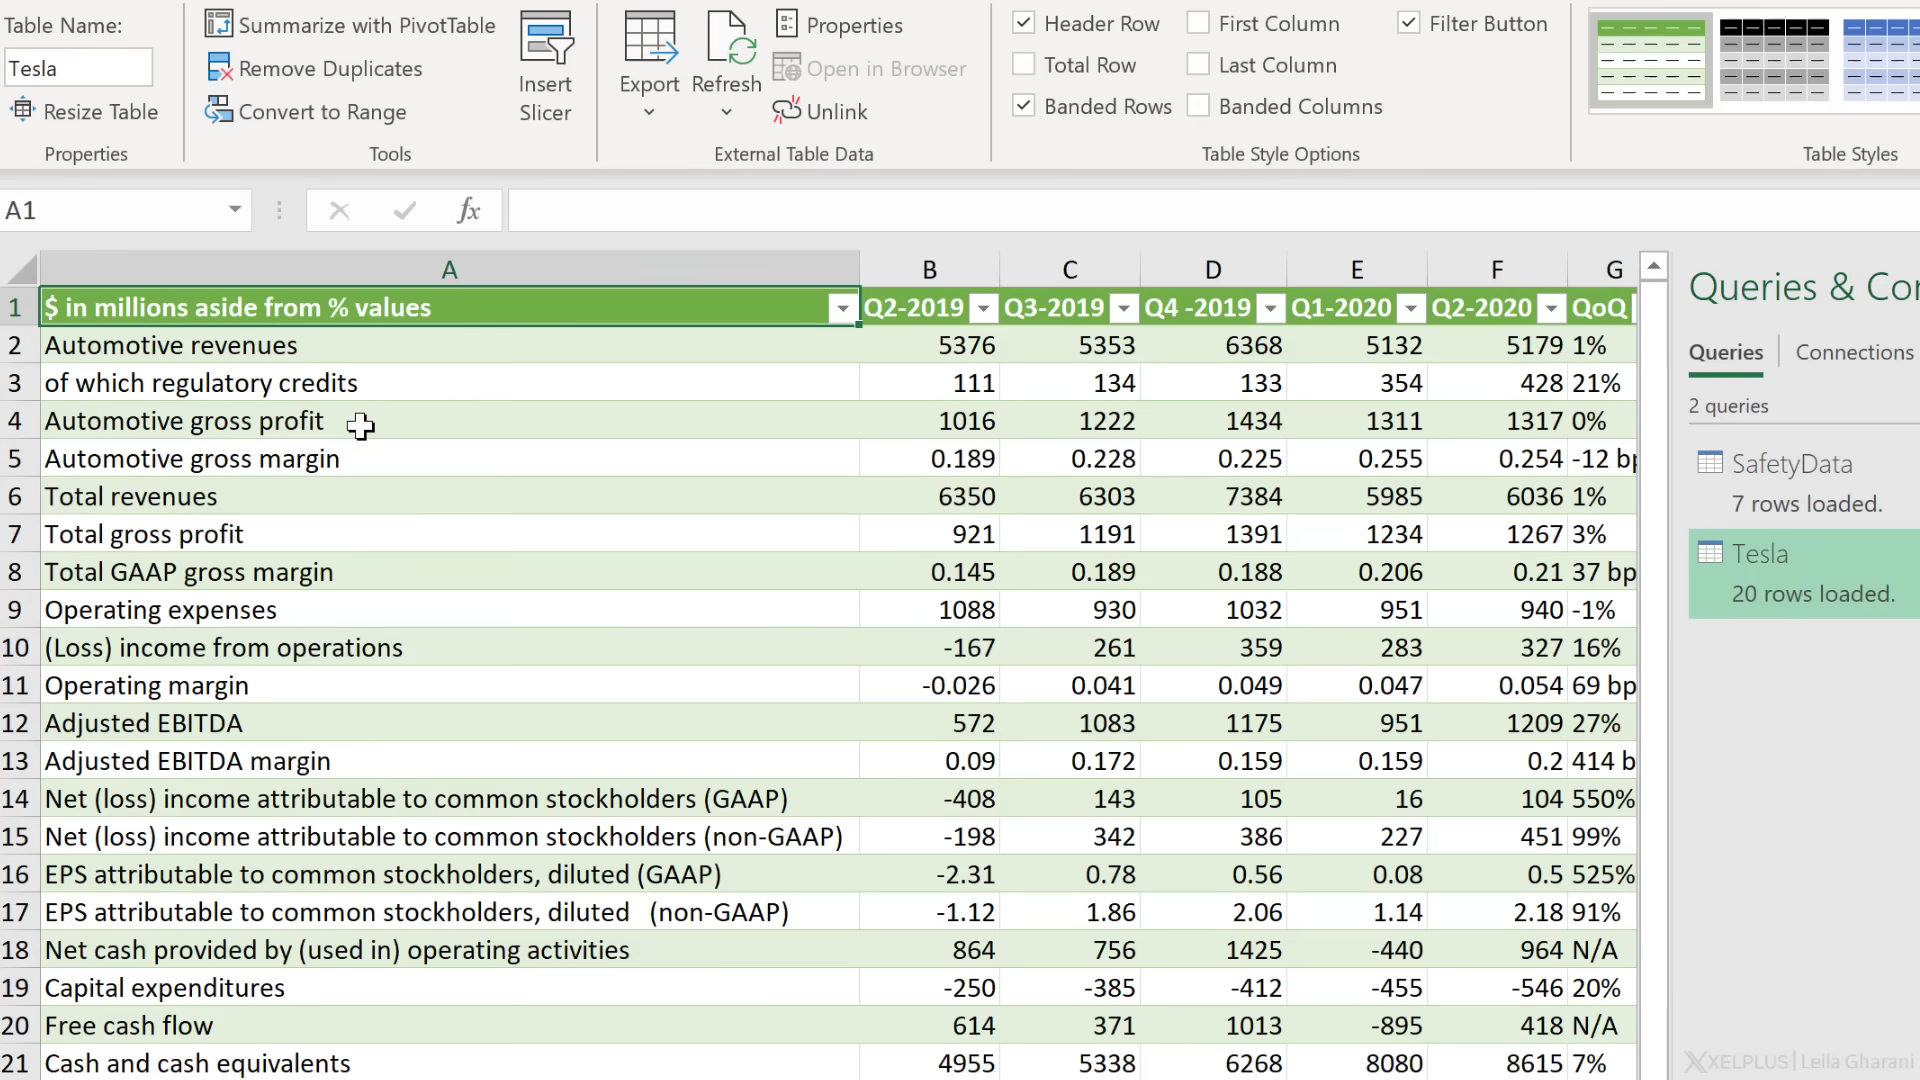 Table Name:
Tesla
Resize Table
Properties
Summarize with PivotTable
Remove Duplicates
Convert to Range
Tools
Insert
Slicer
Export
Refresh
Properties
Open in Browser
Unlink
External Table Data
Header Row
First Column
Filter Button
Total Row
Last Column
Banded Rows
Banded Columns
Table Style Options
Table Styles
A1
fx
A B C D E F G
1 $ in millions aside from % values Q2-2019 Q3-2019 Q4 -2019 Q1-2020 Q2-2020 QoQ
2 Automotive revenues 5376 5353 6368 5132 5179 1%
3 of which regulatory credits 111 134 133 354 428 21%
4 Automotive gross profit 1016 1222 1434 1311 1317 0%
5 Automotive gross margin 0.189 0.228 0.225 0.255 0.254 -12
6 Total revenues 6350 6303 7384 5985 6036 1%
7 Total gross profit 921 1191 1391 1234 1267 3%
8 Total GAAP gross margin 0.145 0.189 0.188 0.206 0.21 37 bp
9 Operating expenses 1088 930 1032 951 940 -1%
10 (Loss) income from operations -167 261 359 283 327 16%
11 Operating margin -0.026 0.041 0.049 0.047 0.054 69 bp
12 Adjusted EBITDA 572 1083 1175 951 1209 27%
13 Adjusted EBITDA margin 0.09 0.172 0.159 0.159 0.2 414 b
14 Net (loss) income attributable to common stockholders (GAAP) -408 143 105 16 104 550%
15 Net (loss) income attributable to common stockholders (non-GAAP) -198 342 386 227 451 99%
16 EPS attributable to common stockholders, diluted (GAAP) -2.31 0.78 0.56 0.08 0.5 525%
17 EPS attributable to common stockholders, diluted (non-GAAP) -1.12 1.86 2.06 1.14 2.18 91%
18 Net cash provided by (used in) operating activities 864 756 1425 -440 964 N/A
19 Capital expenditures -250 -385 -412 -455 -546 20%
20 Free cash flow 614 371 1013 -895 418 N/A
21 Cash and cash equivalents 4955 5338 6268 8080 8615 7%
Queries & Co
Queries
Connections
2 queries
SafetyData
7 rows loaded.
Tesla
20 rows loaded.
XELPLUS | Leila Gharani